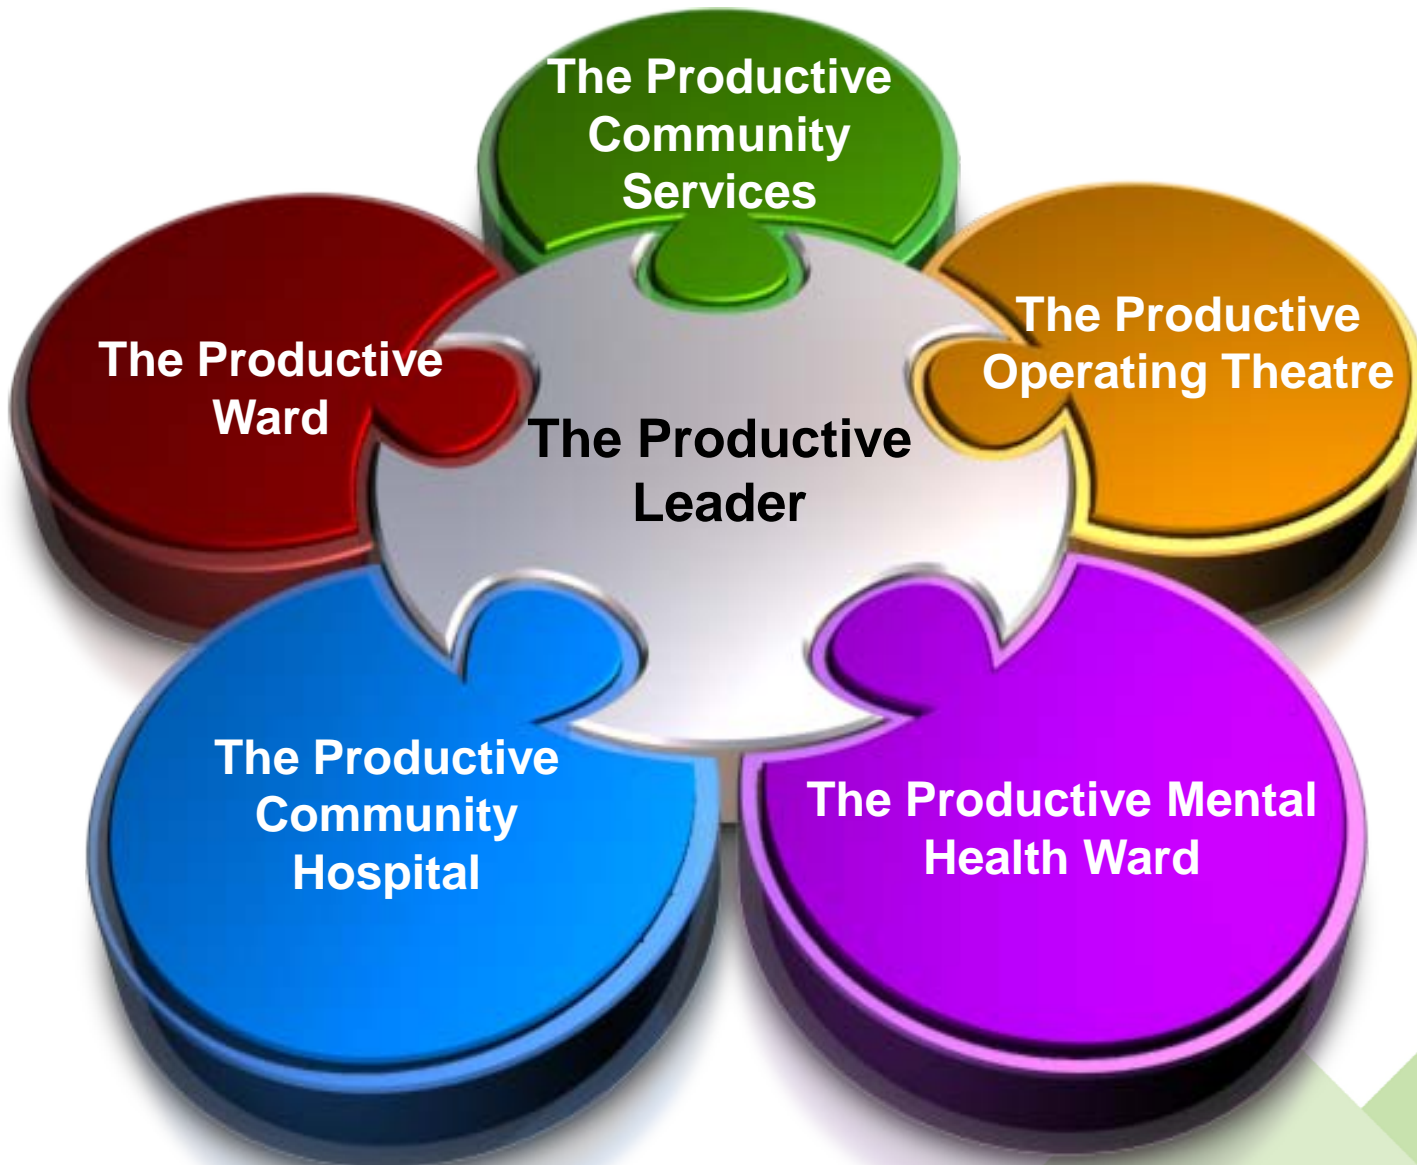 The Productive
Community
Services
The Productive
Ward
The Productive
Operating Theatre
The Productive
Leader
The Productive
Community
Hospital
The Productive Mental
Health Ward